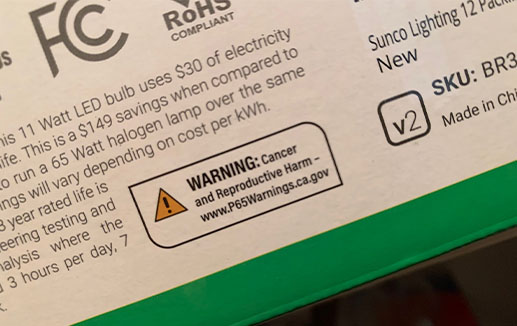 FC
RoHS
COMPLIANT
his 11 Watt LED bulb uses $30 of electricity
life. This is a $149 savings when compared to
to run a 65 Watt halogen lamp over the same
ngs will vary depending on cost per kWh.
year rated life is
eering testing and
alysis where the
3 hours per day, 7
WARNING: Cancer
and Reproductive Harm –
www.P65Warnings.ca.gov
Sunco Lighting 12 Pack
New
SKU: BR3
v2
Made in Chi